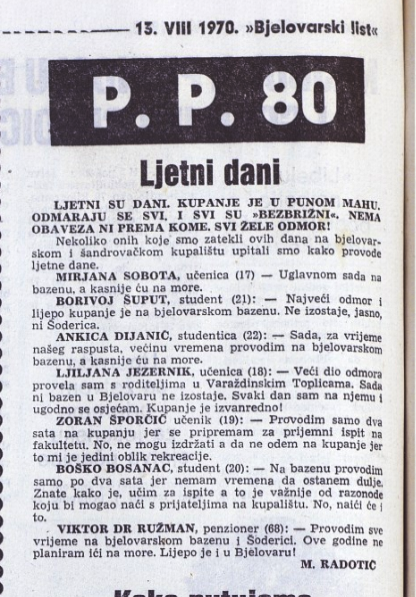 13. VIII 1970. »Bjelovarski list«
P. P. 80
Ljetni dani
LJETNI SU DANI. KUPANJE JE U PUNOM MAHU.
ODMARAJU SE SVI, I SVI SU »BEZBRIŽNI«. NEMA
OBAVEZA NI PREMA KOME. SVI ŽELE ODMOR!
Nekoliko onih koje smo zatekli ovih dana na bjelovar-
skom i šandrovačkom kupalištu upitali smo kako provode
ljetne dane.
MIRJANA SOBOTA, učenica (17) — Uglavnom sada na
bazenu, a kasnije ću na more.
BORIVOJ ŠUPUT, student (21): — Najveći odmor i
lijepo kupanje je na bjelovarskom bazenu. Ne izostaje, jasno,
ni Šoderica.
ANKICA DIJANIĆ, studentica (22): — Sada, za vrijeme
našeg raspusta, većinu vremena provodim na bjelovarskom
bazenu, a kasnije ću na more.
LJILJANA JEZERNIK, učenica (18): — Veći dio odmora
provela sam s roditeljima u Varaždinskim Toplicama. Sada
ni bazen u Bjelovaru ne izostaje. Svaki dan sam na njemu i
ugodno se osjećam. Kupanje je izvanredno!
ZORAN ŠPORČIĆ učenik (19): — Provodim samo dva
sata na kupanju jer se pripremam za prijemni ispit na
fakultetu. No, ne mogu izdržati a da ne odem na kupanje jer
to mi je jedini oblik rekreacije.
BOŠKO BOSANAC, student (20): — Na bazenu provodim
samo po dva sata jer nemam vremena da ostanem dulje.
Znate kako je, učim za ispite a to je važnije od razonode
koju bi mogao naći s prijateljima na kupalištu. No, naići će i
to.
VIKTOR DR RUŽMAN, penzioner (68): — Provodim sve
vrijeme na bjelovarskom bazenu i Šoderici. Ove godine ne
planiram ići na more. Lijepo je i u Bjelovaru!
M. RADOTIĆ
Kako putujemo